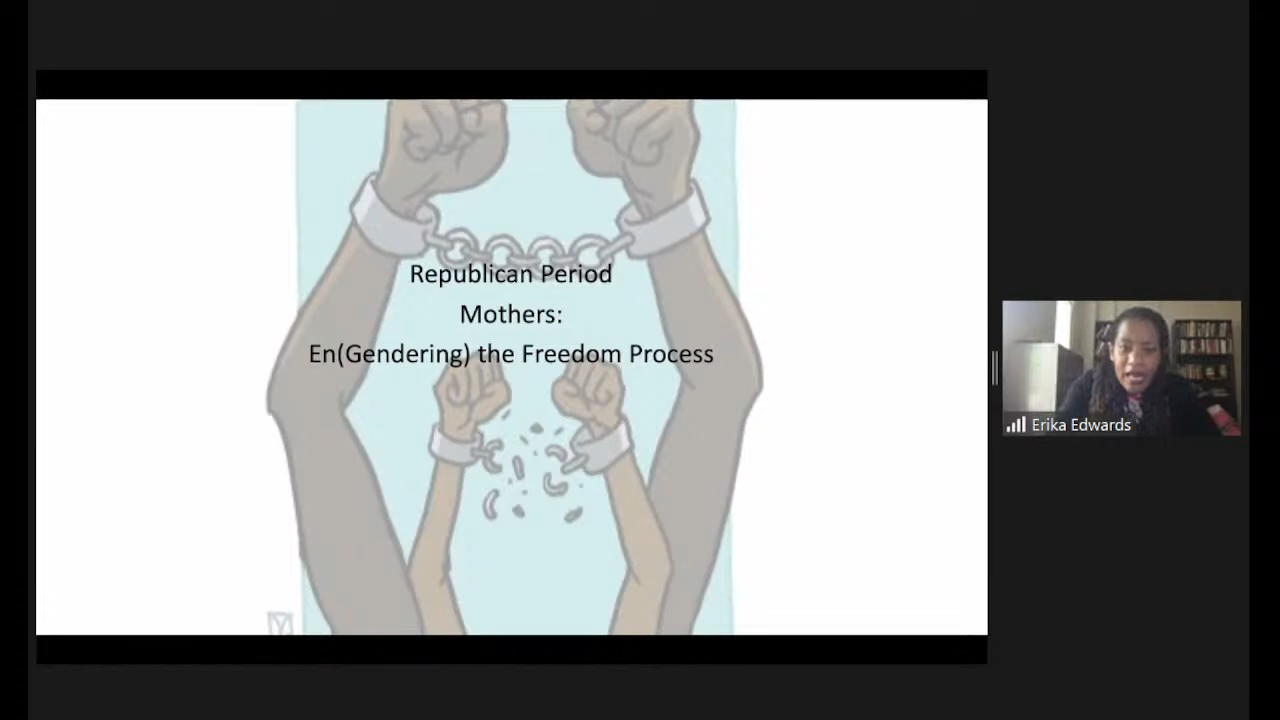 Republican Period
Mothers:
En(Gendering) the Freedom Process
Erika Edwards